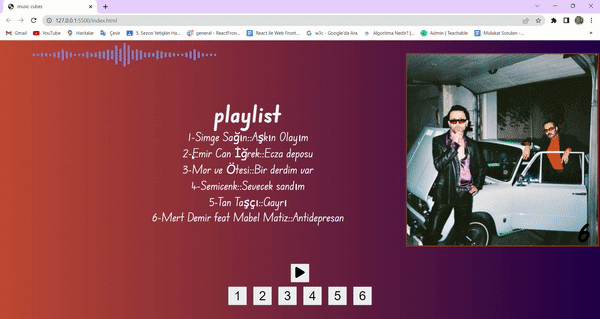 music cubes
127.0.0.1:5500/index.html
Gmail
YouTube
Haritalar
Çevir
5. Sezon Yetişkin Ha...
general - ReactFron...
React ile Web Front...
w3c - Google'da Ara
Algoritma Nedir? |...
Admin | Teachable
Mülakat Soruları -...
playlist
1-Simge Sağın::Aşkın Olayım
2-Emir Can İğrek::Ecza deposu
3-Mor ve Ötesi::Bir derdim var
4-Semicenk::Sevecek sandım
5-Tan Taşçı::Gayrı
6-Mert Demir feat Mabel Matiz::Antidepresan
6
1 2 3 4 5 6